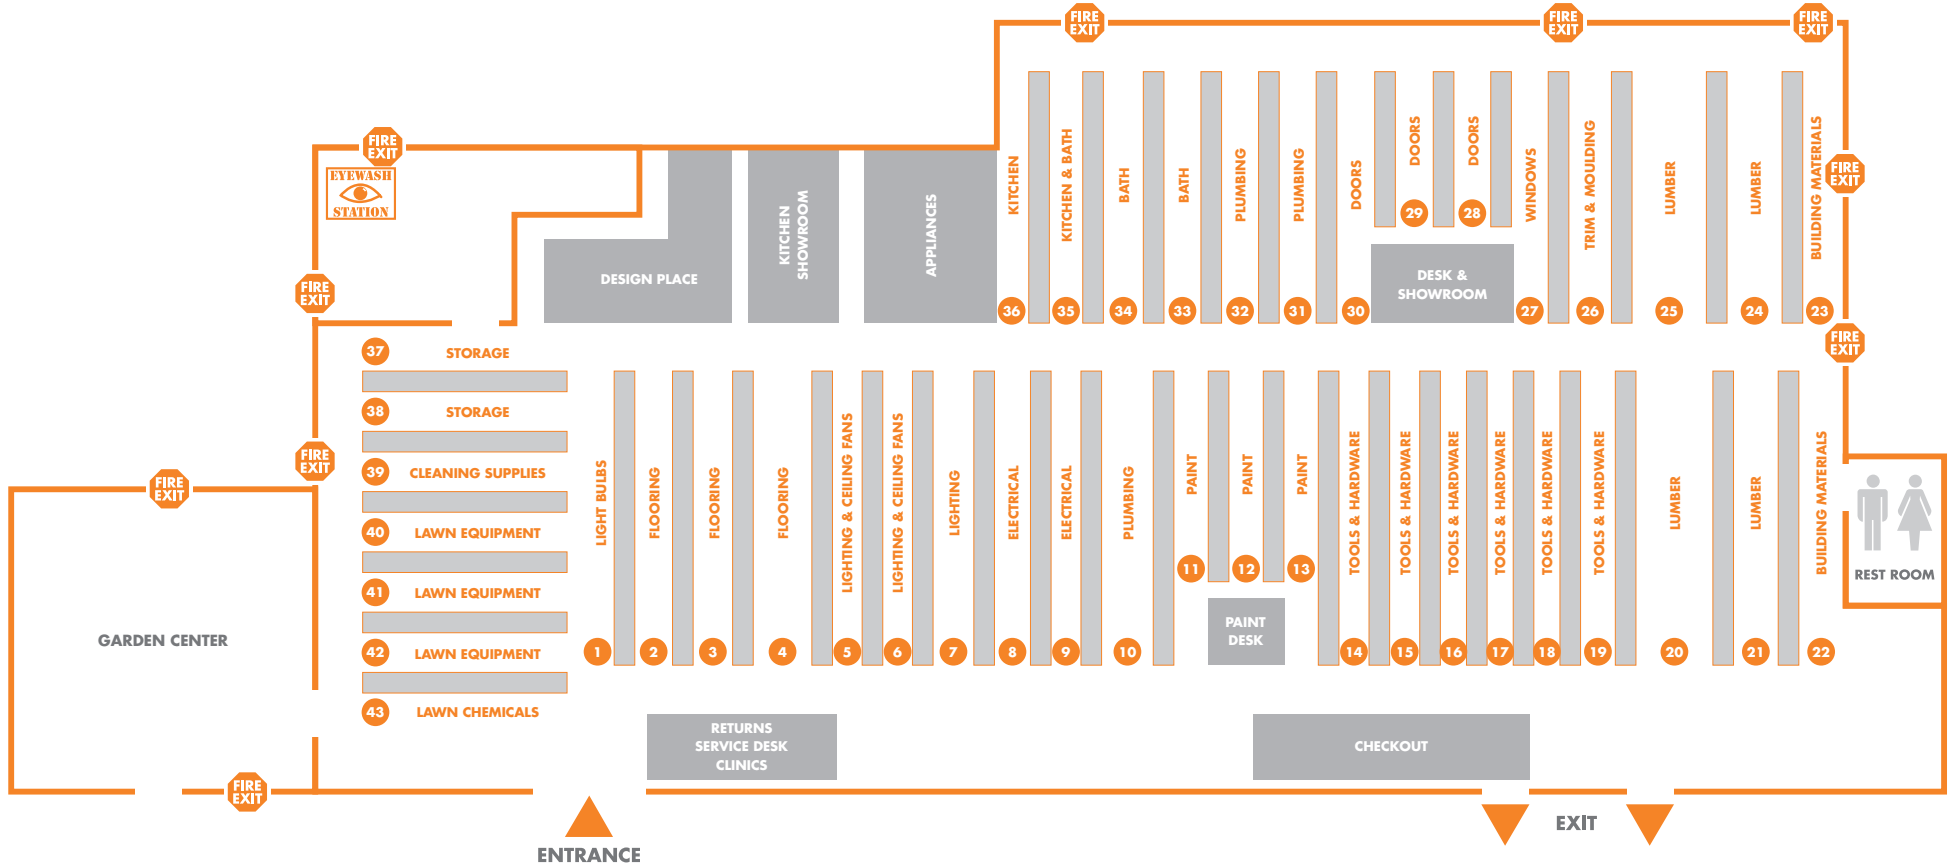 FIRE
EXIT
FIRE
EXIT
FIRE
EXIT
FIRE
EXIT
EYEWASH
STATION
FIRE
EXIT
FIRE
EXIT
FIRE
EXIT
FIRE
EXIT
FIRE
EXIT
FIRE
EXIT
DESIGN PLACE
KITCHEN
SHOWROOM
APPLIANCES
KITCHEN
36
KITCHEN & BATH
35
BATH
34
BATH
33
PLUMBING
32
PLUMBING
31
DOORS
30
DOORS
29
DOORS
28
DESK &
SHOWROOM
WINDOWS
27
TRIM & MOULDING
26
LUMBER
25
LUMBER
24
BUILDING MATERIALS
23
37 STORAGE
38 STORAGE
39 CLEANING SUPPLIES
40 LAWN EQUIPMENT
41 LAWN EQUIPMENT
42 LAWN EQUIPMENT
43 LAWN CHEMICALS
LIGHT BULBS
1
FLOORING
2
FLOORING
3
FLOORING
4
LIGHTING & CEILING FANS
5
LIGHTING & CEILING FANS
6
LIGHTING
7
ELECTRICAL
8
ELECTRICAL
9
PLUMBING
10
PAINT
11
PAINT
12
PAINT
13
PAINT
DESK
TOOLS & HARDWARE
14
TOOLS & HARDWARE
15
TOOLS & HARDWARE
16
TOOLS & HARDWARE
17
TOOLS & HARDWARE
18
TOOLS & HARDWARE
19
LUMBER
20
LUMBER
21
BUILDING MATERIALS
22
REST ROOM
GARDEN CENTER
RETURNS
SERVICE DESK
CLINICS
CHECKOUT
ENTRANCE
EXIT